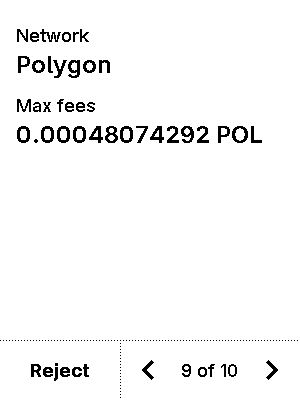 Network
Polygon
Max fees
0.00048074292 POL
Reject
9 of 10